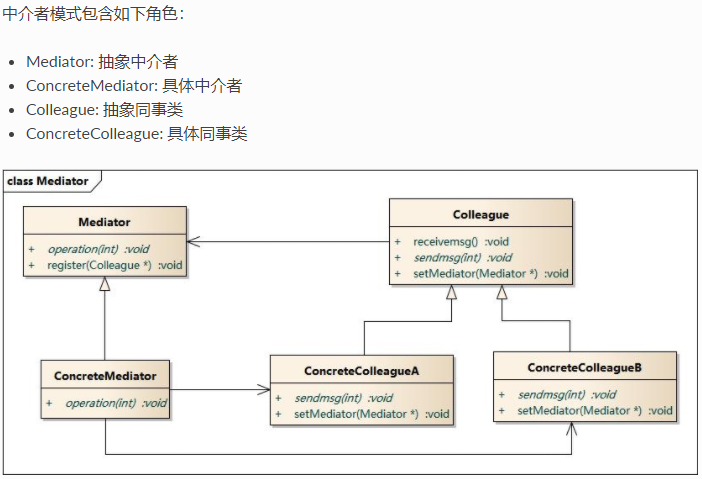 中介者模式包含如下角色：
Mediator: 抽象中介者
ConcreteMediator: 具体中介者
Colleague: 抽象同事类
ConcreteColleague: 具体同事类
class Mediator
Mediator
+ operation(int) :void
+ register(Colleague *) :void
Colleague
+ receivemsg() :void
+ sendmsg(int) :void
+ setMediator(Mediator *) :void
ConcreteMediator
+ operation(int) :void
ConcreteColleagueA
+ sendmsg(int) :void
+ setMediator(Mediator *) :void
ConcreteColleagueB
+ sendmsg(int) :void
+ setMediator(Mediator *) :void